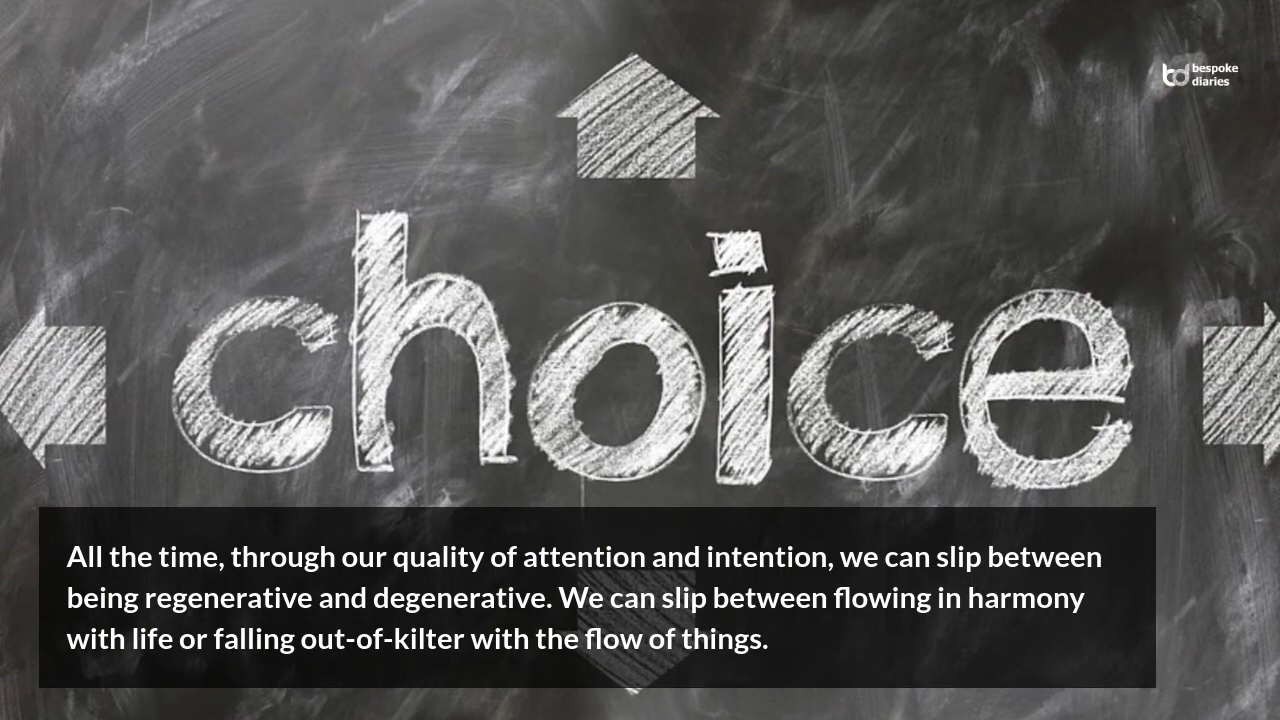 bespoke
diaries
choice
All the time, through our quality of attention and intention, we can slip between
being regenerative and degenerative. We can slip between flowing in harmony
with life or falling out-of-kilter with the flow of things.